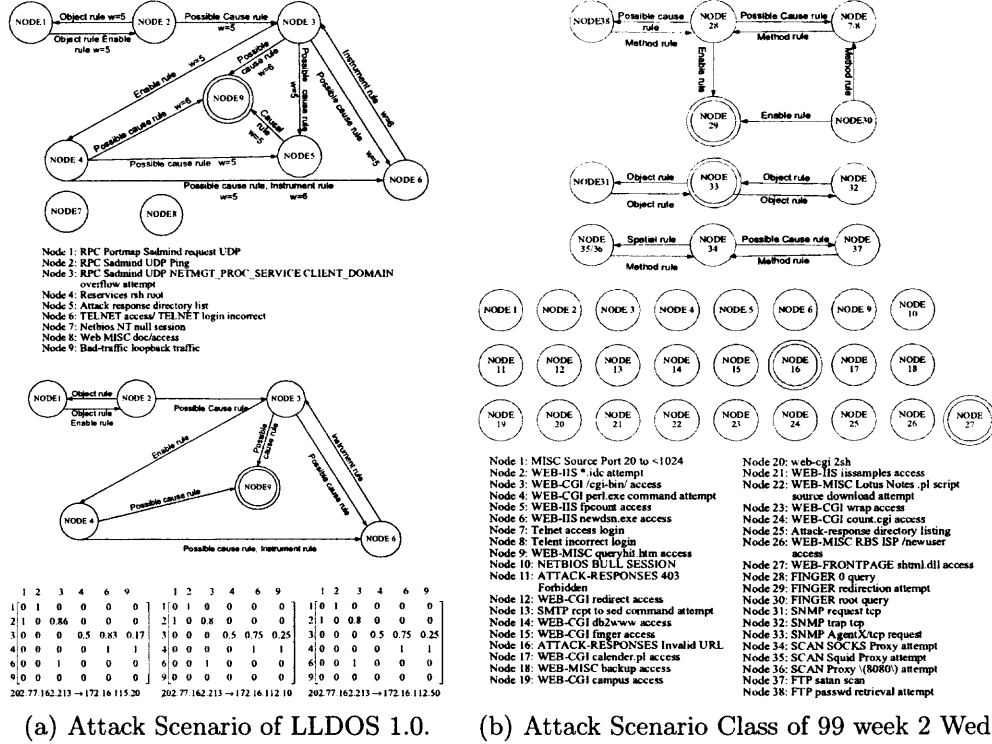 NODE1
Object rule w=5
Object rule Enable
rule w=5
NODE 2
Possible Cause rule
w=5
NODE 3
Enable rule
w=5
Possible
cause rule
w=6
Possible cause rule
w=5
Possible cause rule
w=5
Instrument rule
w=6
NODE9
Possible cause rule
w=6
Causal
rule
w=5
NODE 4
Possible cause rule w=5
NODE5
NODE 6
Possible cause rule, Instrument rule
w=5 w=6
NODE7
NODE8
Node 1: RPC Portmap Sadmind request UDP
Node 2: RPC Sadmind UDP Ping
Node 3: RPC Sadmind UDP NETMGT_PROC_SERVICE CLIENT_DOMAIN
overflow attempt
Node 4: Reservices rsh root
Node 5: Attack response directory list
Node 6: TELNET access/ TELNET login incorrect
Node 7: Netbios NT null session
Node 8: Web MISC doc/access
Node 9: Bad-traffic loopback traffic
NODE1
Object rule
Object rule
Enable rule
NODE 2
Possible Cause rule
NODE 3
Enable rule
Possible
cause rule
Possible cause rule
Instrument rule
NODE9
Possible cause rule
NODE 4
NODE 6
Possible cause rule, Instrument rule
1 2 3 4 6 9
1 0 1 0 0 0 0
2 1 0 0.86 0 0 0
3 0 0 0 0.5 0.83 0.17
4 0 0 0 0 1 1
6 0 0 1 0 0 0
9 0 0 0 0 0 0
202.77.162.213 → 172.16.115.20
1 2 3 4 6 9
1 0 1 0 0 0 0
2 1 0 0.8 0 0 0
3 0 0 0 0.5 0.75 0.25
4 0 0 0 0 1 1
6 0 0 1 0 0 0
9 0 0 0 0 0 0
202.77.162.213 → 172.16.112.10
1 2 3 4 6 9
1 0 1 0 0 0 0
2 1 0 0.8 0 0 0
3 0 0 0 0.5 0.75 0.25
4 0 0 0 0 1 1
6 0 0 1 0 0 0
9 0 0 0 0 0 0
202.77.162.213 → 172.16.112.50
(a) Attack Scenario of LLDOS 1.0.
NODE38
Possible cause
rule
Method rule
NODE
28
Possible Cause rule
Method rule
NODE
7/8
Enable rule
Method rule
NODE
29
Enable rule
NODE30
NODE31
Object rule
Object rule
NODE
33
Object rule
Object rule
NODE
32
NODE
35/36
Spatial rule
Method rule
NODE
34
Possible Cause rule
Method rule
NODE
37
NODE 1
NODE 2
NODE 3
NODE 4
NODE 5
NODE 6
NODE 9
NODE
10
NODE
11
NODE
12
NODE
13
NODE
14
NODE
15
NODE
16
NODE
17
NODE
18
NODE
19
NODE
20
NODE
21
NODE
22
NODE
23
NODE
24
NODE
25
NODE
26
NODE
27
Node 1: MISC Source Port 20 to <1024
Node 2: WEB-IIS *.idc attempt
Node 3: WEB-CGI /cgi-bin/ access
Node 4: WEB-CGI perl.exe command attempt
Node 5: WEB-IIS fpcount access
Node 6: WEB-IIS newdsn.exe access
Node 7: Telnet access login
Node 8: Telent incorrect login
Node 9: WEB-MISC queryhit.htm access
Node 10: NETBIOS BULL SESSION
Node 11: ATTACK-RESPONSES 403
Forbidden
Node 12: WEB-CGI redirect access
Node 13: SMTP rcpt to sed command attempt
Node 14: WEB-CGI db2www access
Node 15: WEB-CGI finger access
Node 16: ATTACK-RESPONSES Invalid URL
Node 17: WEB-CGI calender.pl access
Node 18: WEB-MISC backup access
Node 19: WEB-CGI campus access
Node 20: web-cgi 2sh
Node 21: WEB-IIS iissamples access
Node 22: WEB-MISC Lotus Notes .pl script
source download attempt
Node 23: WEB-CGI wrap access
Node 24: WEB-CGI count.cgi access
Node 25: Attack-response directory listing
Node 26: WEB-MISC RBS ISP /newuser
access
Node 27: WEB-FRONTPAGE shtml.dll access
Node 28: FINGER 0 query
Node 29: FINGER redirection attempt
Node 30: FINGER root query
Node 31: SNMP request tcp
Node 32: SNMP trap tcp
Node 33: SNMP AgentX/tcp request
Node 34: SCAN SOCKS Proxy attempt
Node 35: SCAN Squid Proxy attempt
Node 36: SCAN Proxy \(8080\) attempt
Node 37: FTP satan scan
Node 38: FTP passwd retrieval attempt
(b) Attack Scenario Class of 99 week 2 Wed